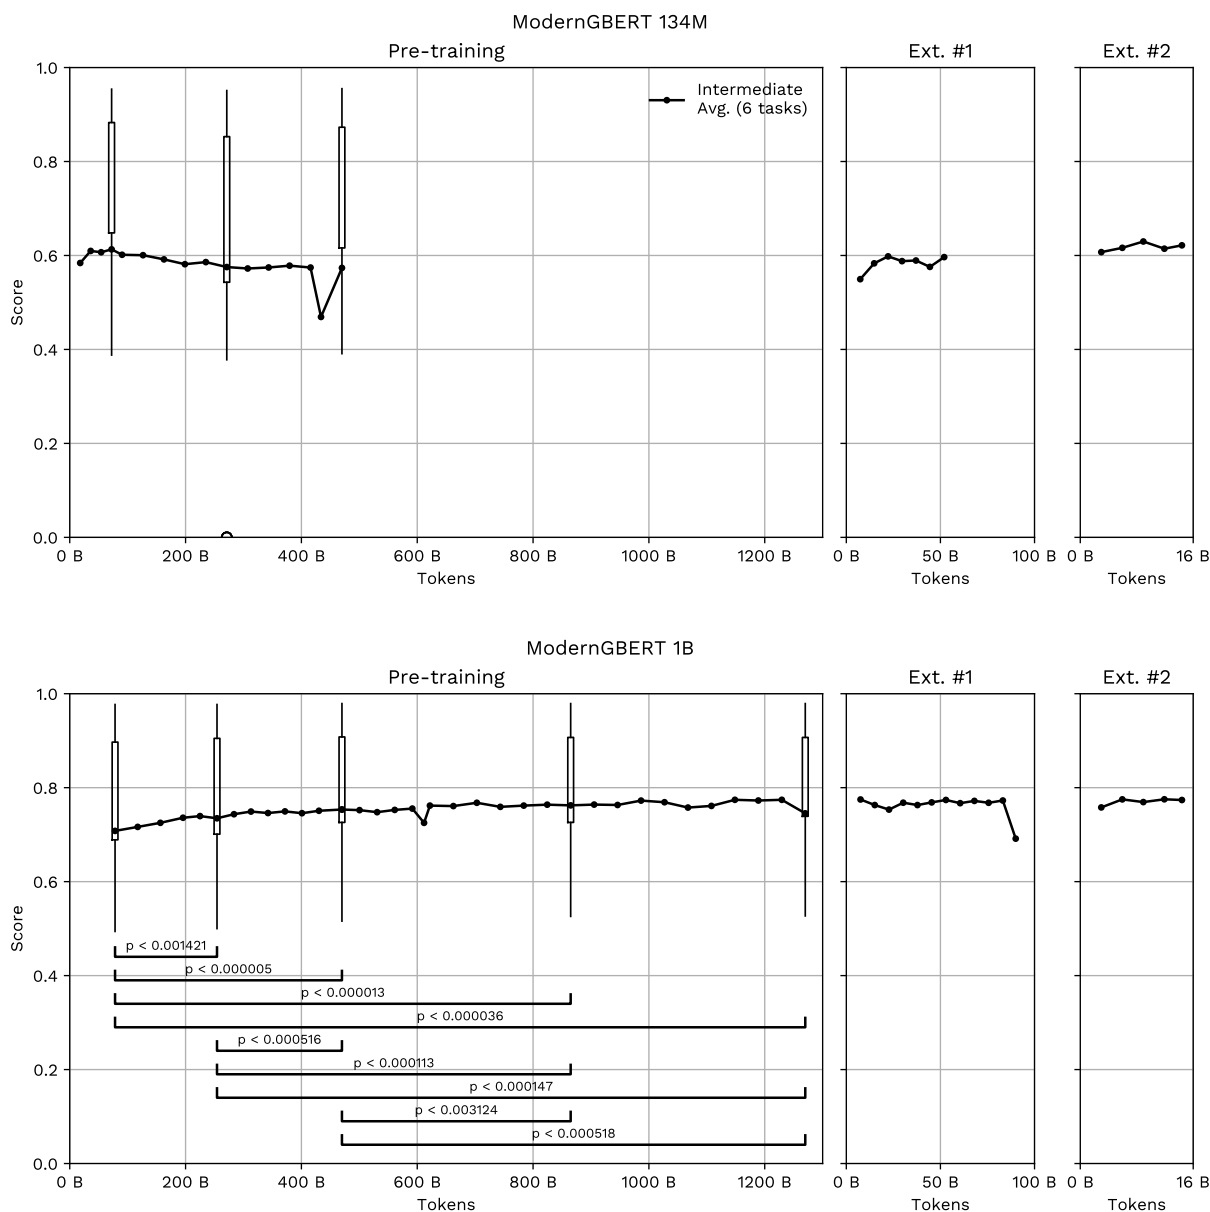 ModernGBERT 134M
Pre-training
Ext. #1
Ext. #2
Intermediate
Avg. (6 tasks)
1.0
0.8
0.6
0.4
0.2
0.0
Score
0 B
200 B
400 B
600 B
800 B
1000 B
1200 B
0 B
50 B
100 B
0 B
16 B
Tokens
Tokens
Tokens
ModernGBERT 1B
Pre-training
Ext. #1
Ext. #2
1.0
0.8
0.6
0.4
0.2
0.0
Score
p < 0.001421
p < 0.000005
p < 0.000013
p < 0.000036
p < 0.000516
p < 0.000113
p < 0.000147
p < 0.003124
p < 0.000518
0 B
200 B
400 B
600 B
800 B
1000 B
1200 B
0 B
50 B
100 B
0 B
16 B
Tokens
Tokens
Tokens